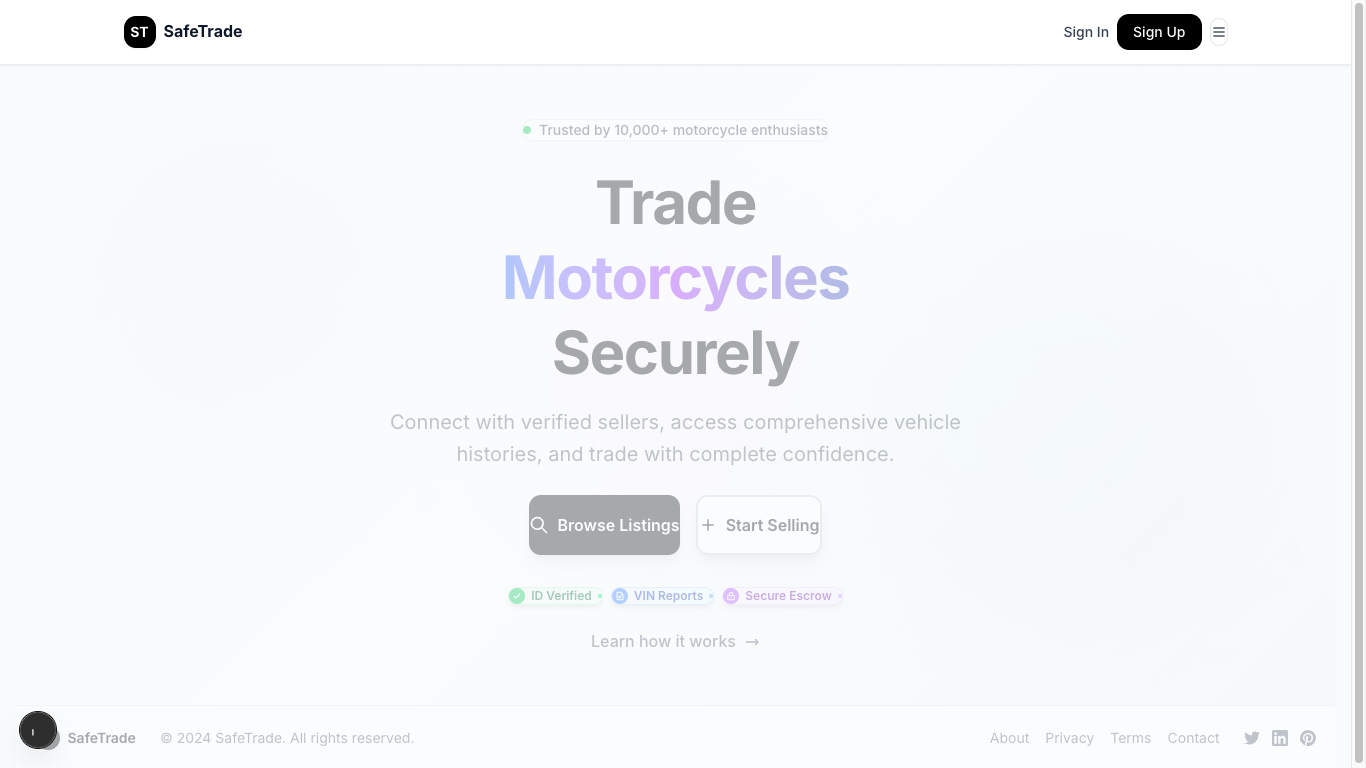 ST SafeTrade
Sign In
Sign Up
Trusted by 10,000+ motorcycle enthusiasts
Trade
Motorcycles
Securely
Connect with verified sellers, access comprehensive vehicle
histories, and trade with complete confidence.
Browse Listings
Start Selling
ID Verified
VIN Reports
Secure Escrow
Learn how it works →
SafeTrade
© 2024 SafeTrade. All rights reserved.
About
Privacy
Terms
Contact